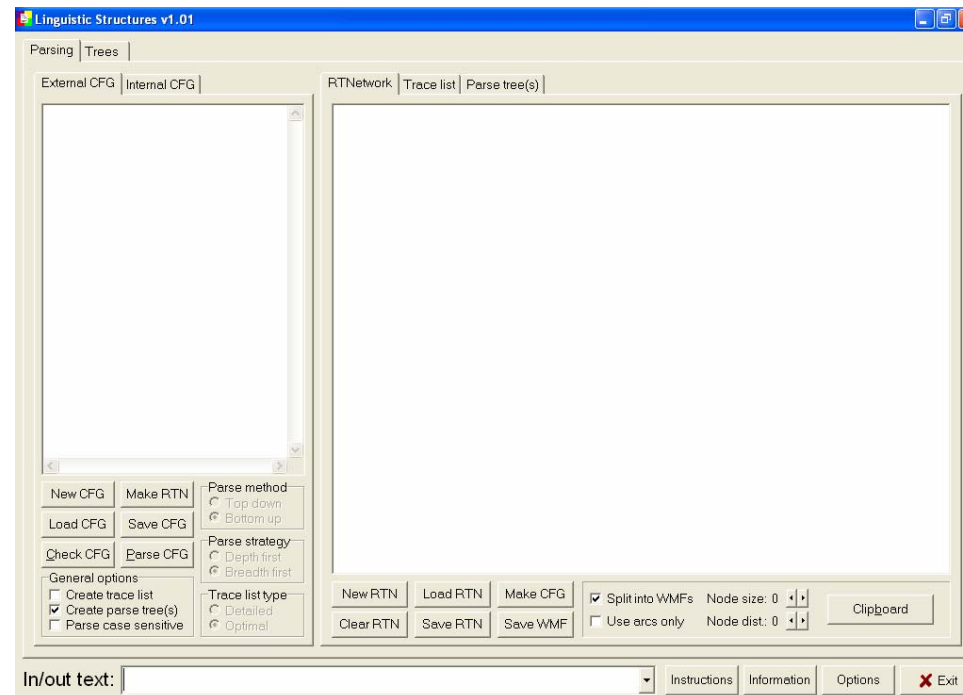 Linguistic Structures v1.01
Parsing Trees
External CFG Internal CFG
RTNetwork Trace list Parse tree(s)
New CFG Make RTN
Load CFG Save CFG
Check CFG Parse CFG
Parse method
Top down
Bottom up
Parse strategy
Depth first
Breadth first
General options
Create trace list
Create parse tree(s)
Parse case sensitive
Trace list type
Detailed
Optimal
New RTN Load RTN Make CFG
Clear RTN Save RTN Save WMF
Split into WMFs Node size: 0
Use arcs only Node dist.: 0
Clipboard
In/out text:
Instructions Information Options Exit